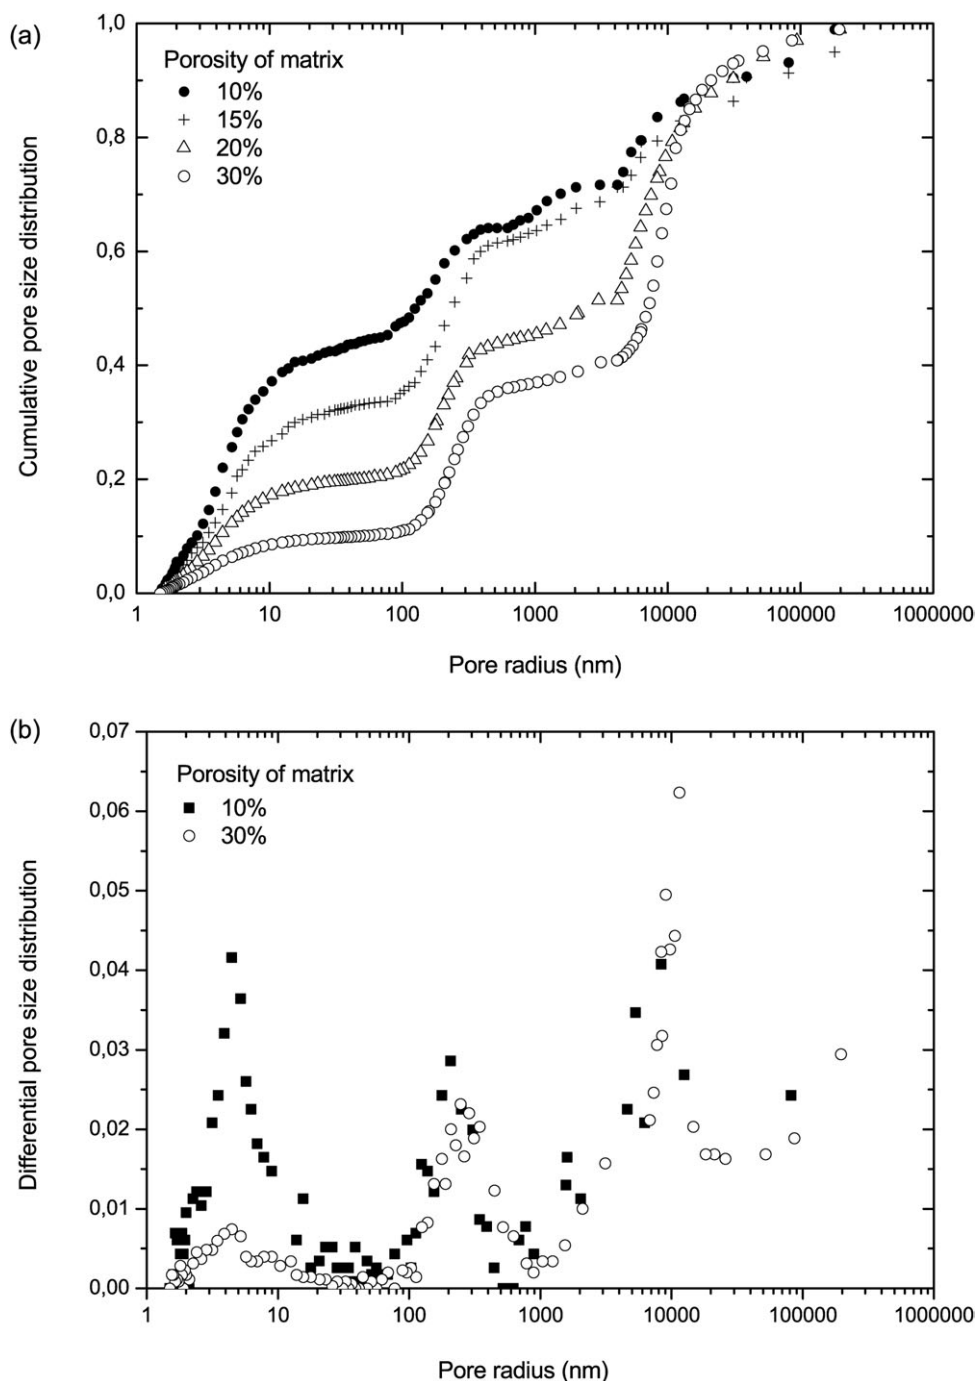 (a)
1,0
0,8
0,6
0,4
0,2
0,0
Cumulative pore size distribution
Porosity of matrix
10%
15%
20%
30%
1 10 100 1000 10000 100000 1000000
Pore radius (nm)
(b)
0,07
0,06
0,05
0,04
0,03
0,02
0,01
0,00
Differential pore size distribution
Porosity of matrix
10%
30%
1 10 100 1000 10000 100000 1000000
Pore radius (nm)